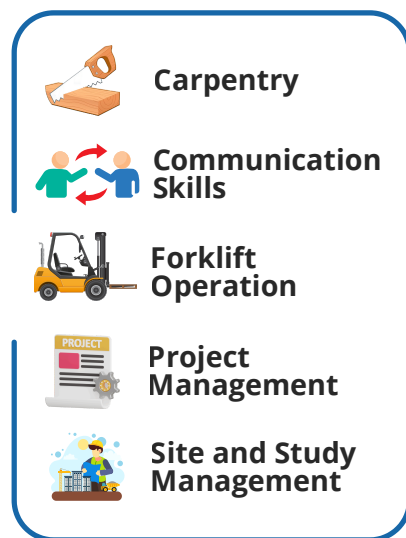 Carpentry
Communication
Skills
Forklift
Operation
PROJECT
Project
Management
Site and Study
Management